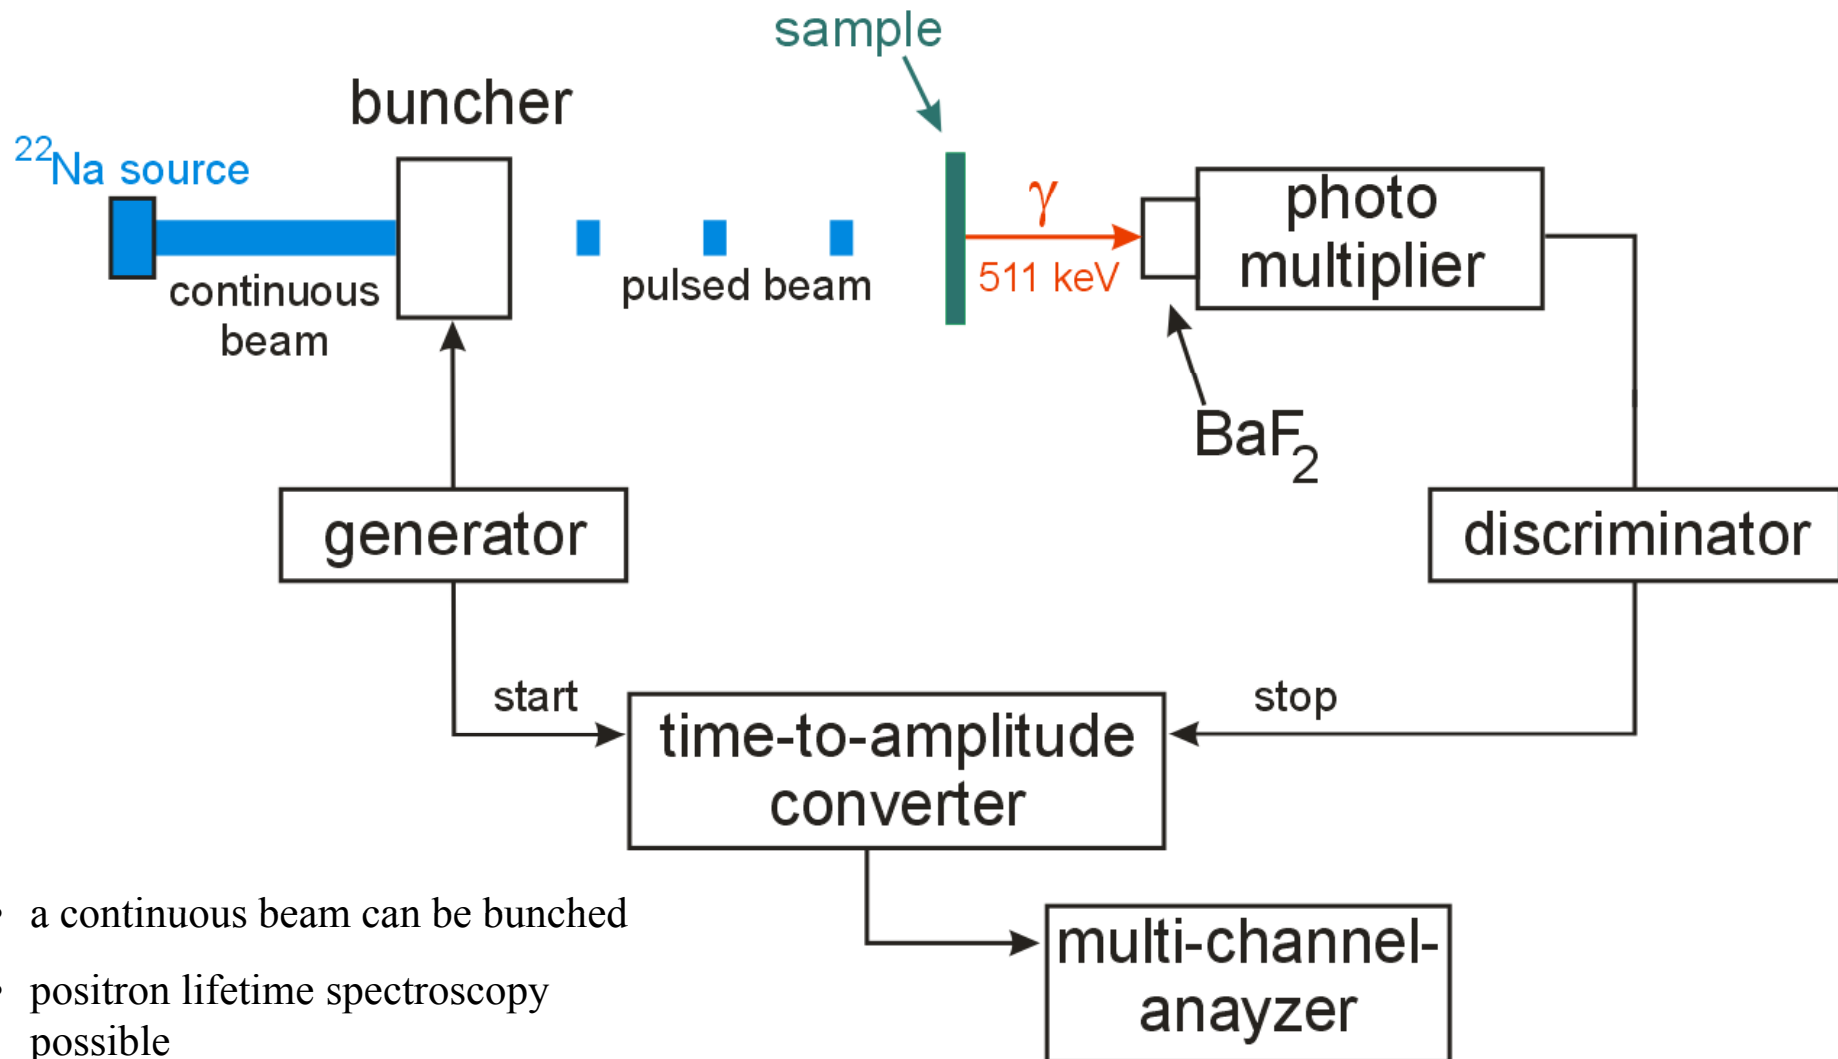 sample
buncher
²²Na source
continuous
beam
pulsed beam
γ
511 keV
photo
multiplier
BaF₂
generator
discriminator
start
stop
time-to-amplitude
converter
• a continuous beam can be bunched
• positron lifetime spectroscopy
possible
multi-channel-
anayzer